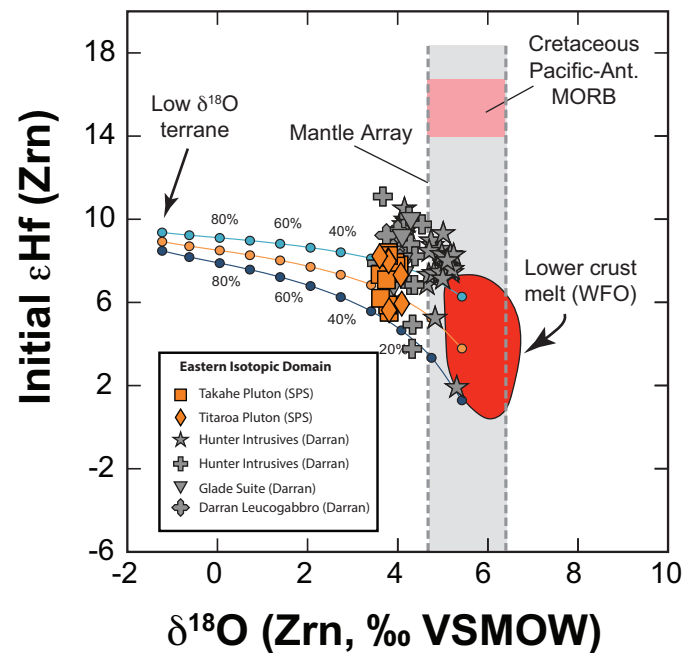 18
14
10
6
2
-2
-6
-2
0
2
4
6
8
10
Initial εHf (Zrn)
δ¹⁸O (Zrn, ‰ VSMOW)
Low δ¹⁸O
terrane
Mantle Array
Cretaceous
Pacific-Ant.
MORB
80%
60%
40%
80%
60%
40%
20%
Lower crust
melt (WFO)
Eastern Isotopic Domain
Takahe Pluton (SPS)
Titaroa Pluton (SPS)
Hunter Intrusives (Darran)
Hunter Intrusives (Darran)
Glade Suite (Darran)
Darran Leucogabbro (Darran)